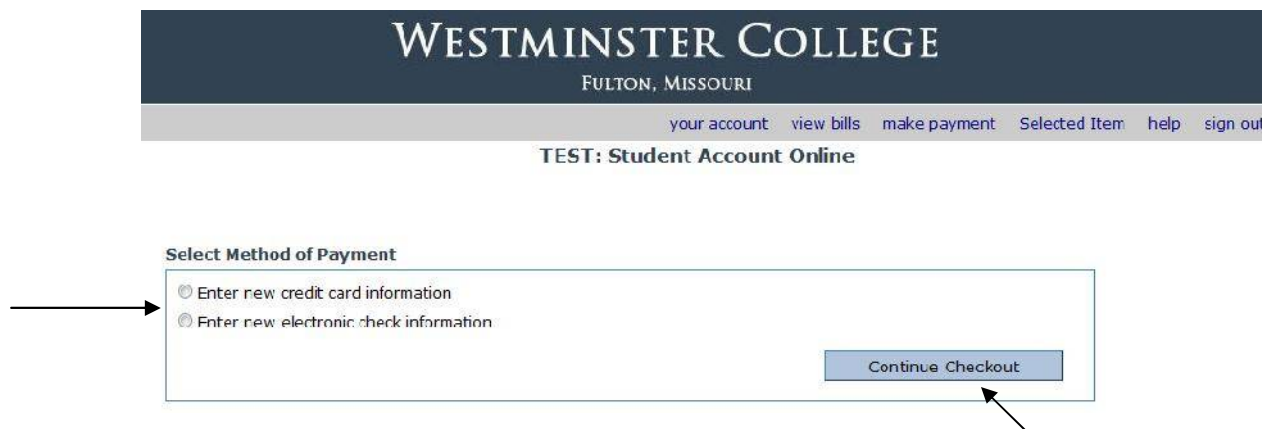 WESTMINSTER COLLEGE
FULTON, MISSOURI
your account view bills make payment Selected Item help sign out
TEST: Student Account Online
Select Method of Payment
Enter new credit card information
Enter new electronic check information
Continue Checkout